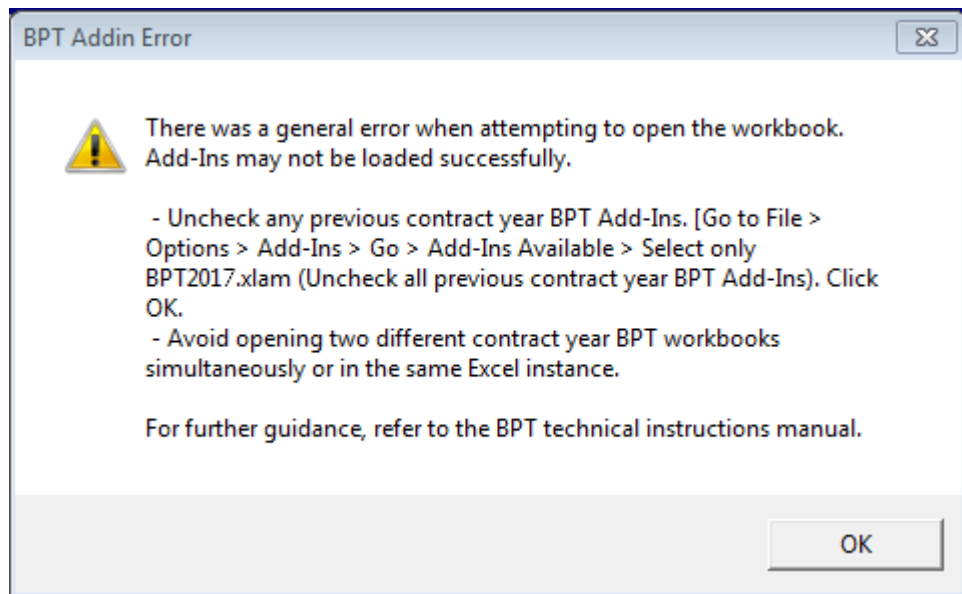 BPT Addin Error
There was a general error when attempting to open the workbook.
Add-Ins may not be loaded successfully.
- Uncheck any previous contract year BPT Add-Ins. [Go to File >
Options > Add-Ins > Go > Add-Ins Available > Select only
BPT2017.xlam (Uncheck all previous contract year BPT Add-Ins). Click
OK.
- Avoid opening two different contract year BPT workbooks
simultaneously or in the same Excel instance.
For further guidance, refer to the BPT technical instructions manual.
OK